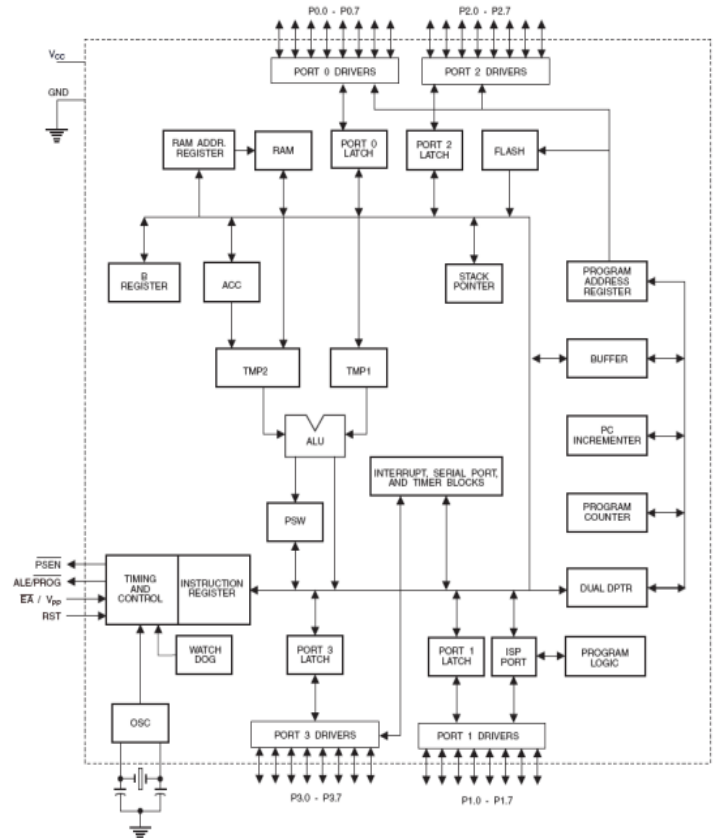 P0.0 - P0.7
P2.0 - P2.7
VCC
PORT 0 DRIVERS
PORT 2 DRIVERS
GND
RAM ADDR.
REGISTER
RAM
PORT 0
LATCH
PORT 2
LATCH
FLASH
B
REGISTER
ACC
STACK
POINTER
PROGRAM
ADDRESS
REGISTER
TMP2
TMP1
BUFFER
ALU
PC
INCREMENTER
INTERRUPT, SERIAL PORT,
AND TIMER BLOCKS
PSW
PROGRAM
COUNTER
PSEN
ALE/PROG
EA / VPP
RST
TIMING
AND
CONTROL
INSTRUCTION
REGISTER
DUAL DPTR
WATCH
DOG
PORT 3
LATCH
PORT 1
LATCH
ISP
PORT
PROGRAM
LOGIC
OSC
PORT 3 DRIVERS
PORT 1 DRIVERS
P3.0 - P3.7
P1.0 - P1.7